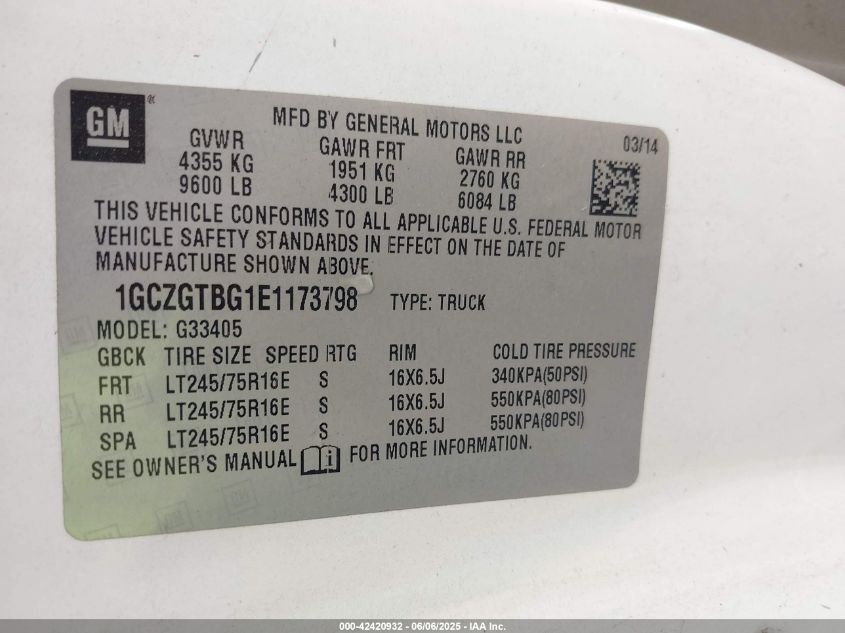 GM
MFD BY GENERAL MOTORS LLC
03/14
GVWR GAWR FRT GAWR RR
4355 KG 1951 KG 2760 KG
9600 LB 4300 LB 6084 LB
THIS VEHICLE CONFORMS TO ALL APPLICABLE U.S. FEDERAL MOTOR
VEHICLE SAFETY STANDARDS IN EFFECT ON THE DATE OF
MANUFACTURE SHOWN ABOVE.
1GCZGTBG1E1173798 TYPE: TRUCK
MODEL: G33405
GBCK TIRE SIZE SPEED RTG RIM COLD TIRE PRESSURE
FRT LT245/75R16E S 16X6.5J 340KPA(50PSI)
RR LT245/75R16E S 16X6.5J 550KPA(80PSI)
SPA LT245/75R16E S 16X6.5J 550KPA(80PSI)
SEE OWNER'S MANUAL i FOR MORE INFORMATION.
000-42420932 - 06/06/2025 - IAA Inc.